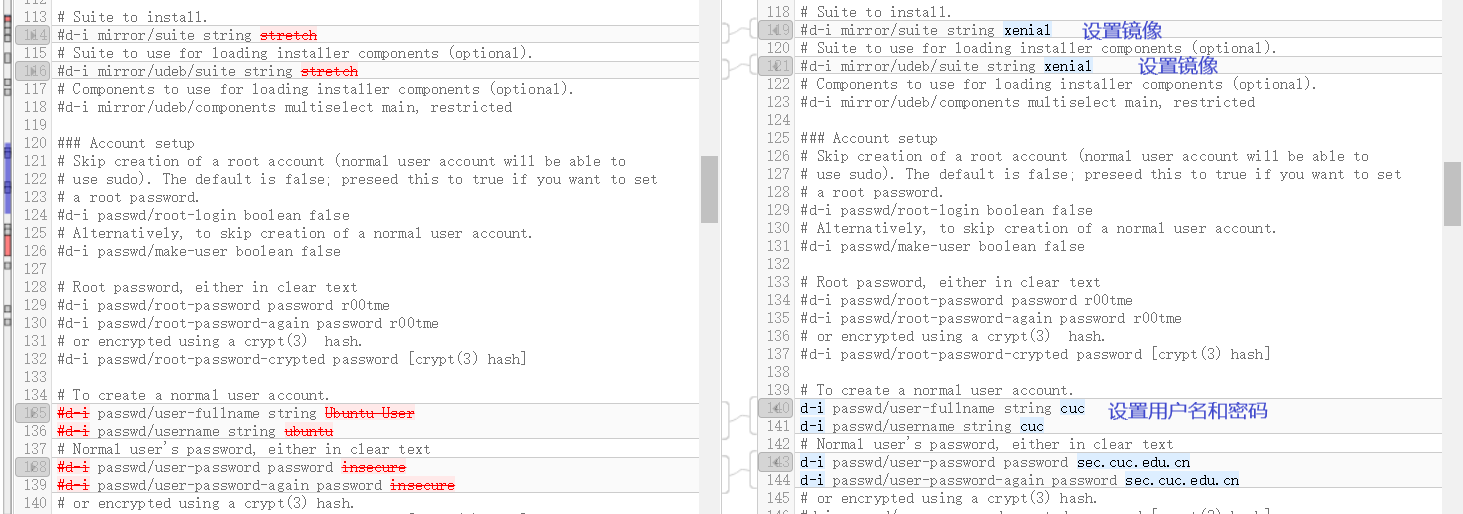 113 # Suite to install.
114 #d-i mirror/suite string stretch
115 # Suite to use for loading installer components (optional).
116 #d-i mirror/udeb/suite string stretch
117 # Components to use for loading installer components (optional).
118 #d-i mirror/udeb/components multiselect main, restricted
119
120 ### Account setup
121 # Skip creation of a root account (normal user account will be able to
122 # use sudo). The default is false; preseed this to true if you want to set
123 # a root password.
124 #d-i passwd/root-login boolean false
125 # Alternatively, to skip creation of a normal user account.
126 #d-i passwd/make-user boolean false
127
128 # Root password, either in clear text
129 #d-i passwd/root-password password r00tme
130 #d-i passwd/root-password-again password r00tme
131 # or encrypted using a crypt(3)  hash.
132 #d-i passwd/root-password-crypted password [crypt(3) hash]
133
134 # To create a normal user account.
135 #d-i passwd/user-fullname string Ubuntu User
136 #d-i passwd/username string ubuntu
137 # Normal user's password, either in clear text
138 #d-i passwd/user-password password insecure
139 #d-i passwd/user-password-again password insecure
140 # or encrypted using a crypt(3) hash.
118 # Suite to install.
119 #d-i mirror/suite string xenial 设置镜像
120 # Suite to use for loading installer components (optional).
121 #d-i mirror/udeb/suite string xenial 设置镜像
122 # Components to use for loading installer components (optional).
123 #d-i mirror/udeb/components multiselect main, restricted
124
125 ### Account setup
126 # Skip creation of a root account (normal user account will be able to
127 # use sudo). The default is false; preseed this to true if you want to set
128 # a root password.
129 #d-i passwd/root-login boolean false
130 # Alternatively, to skip creation of a normal user account.
131 #d-i passwd/make-user boolean false
132
133 # Root password, either in clear text
134 #d-i passwd/root-password password r00tme
135 #d-i passwd/root-password-again password r00tme
136 # or encrypted using a crypt(3)  hash.
137 #d-i passwd/root-password-crypted password [crypt(3) hash]
138
139 # To create a normal user account.
140 d-i passwd/user-fullname string cuc 设置用户名和密码
141 d-i passwd/username string cuc
142 # Normal user's password, either in clear text
143 d-i passwd/user-password password sec.cuc.edu.cn
144 d-i passwd/user-password-again password sec.cuc.edu.cn
145 # or encrypted using a crypt(3) hash.